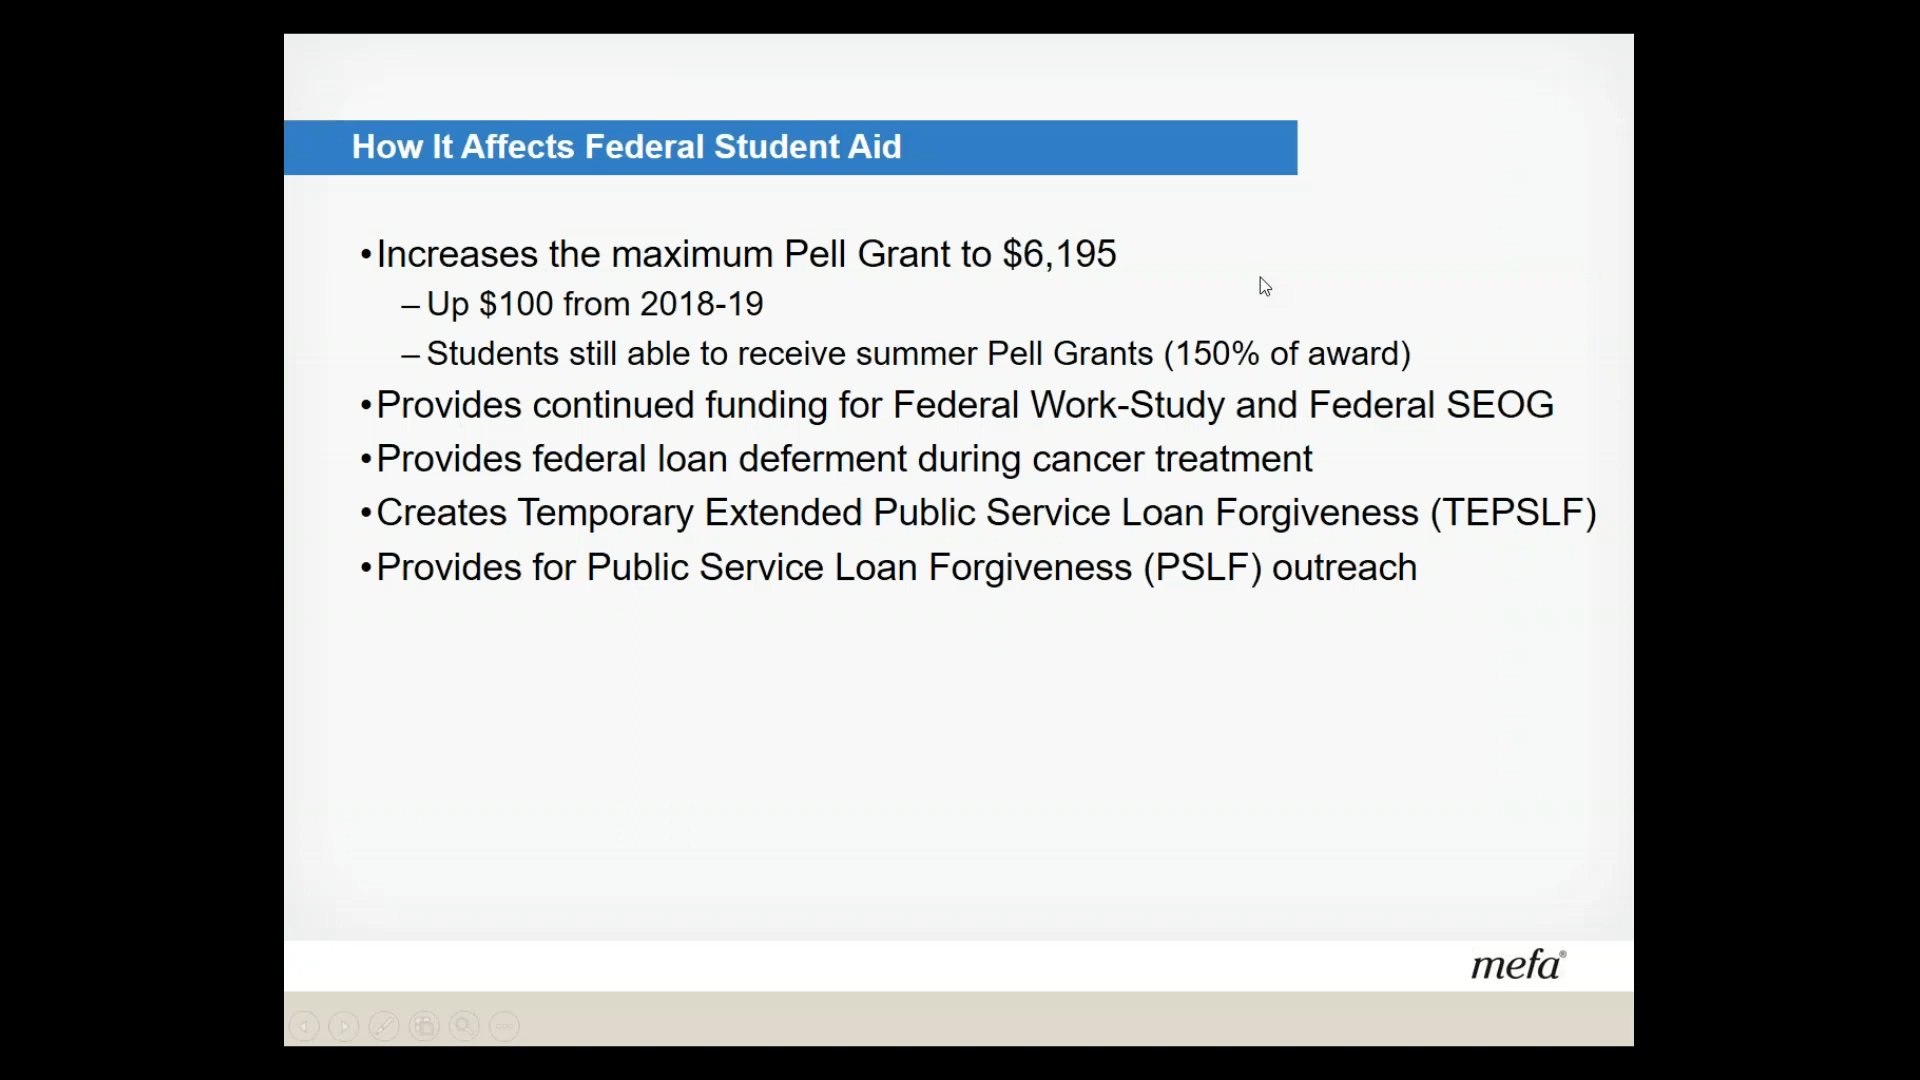 How It Affects Federal Student Aid
•Increases the maximum Pell Grant to $6,195
–Up $100 from 2018-19
–Students still able to receive summer Pell Grants (150% of award)
•Provides continued funding for Federal Work-Study and Federal SEOG
•Provides federal loan deferment during cancer treatment
•Creates Temporary Extended Public Service Loan Forgiveness (TEPSLF)
•Provides for Public Service Loan Forgiveness (PSLF) outreach
mefa®